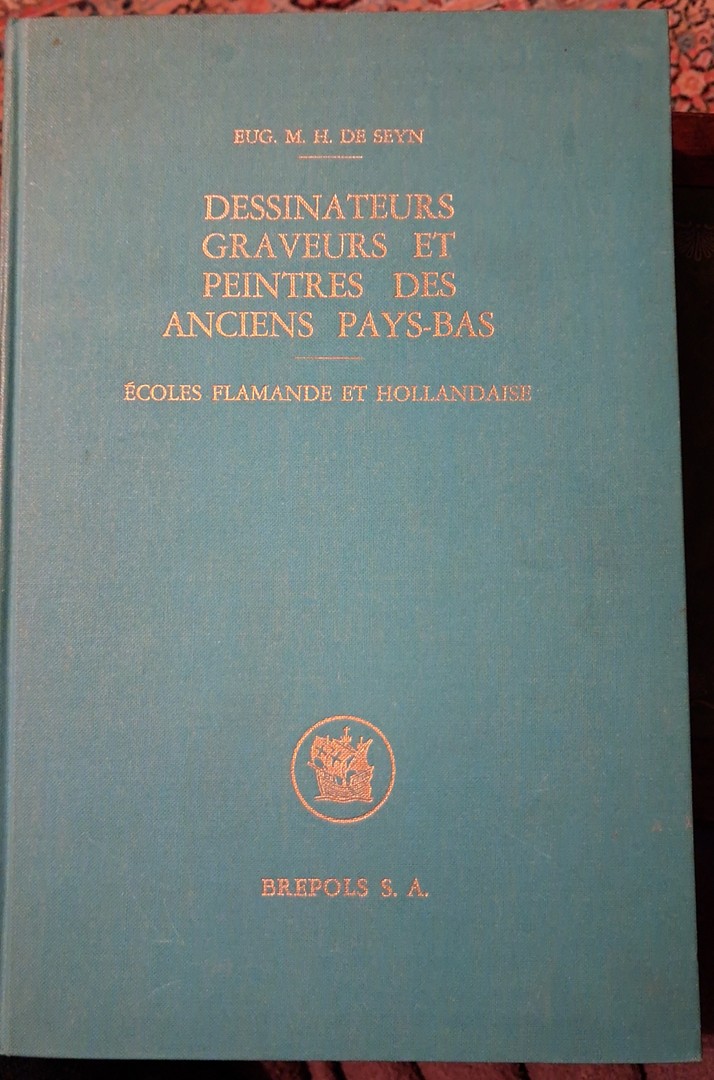 EUG. M. H. DE SEYN
DESSINATEURS
GRAVEURS ET
PEINTRES DES
ANCIENS PAYS-BAS
ÉCOLES FLAMANDE ET HOLLANDAISE
BREPOLS S. A.